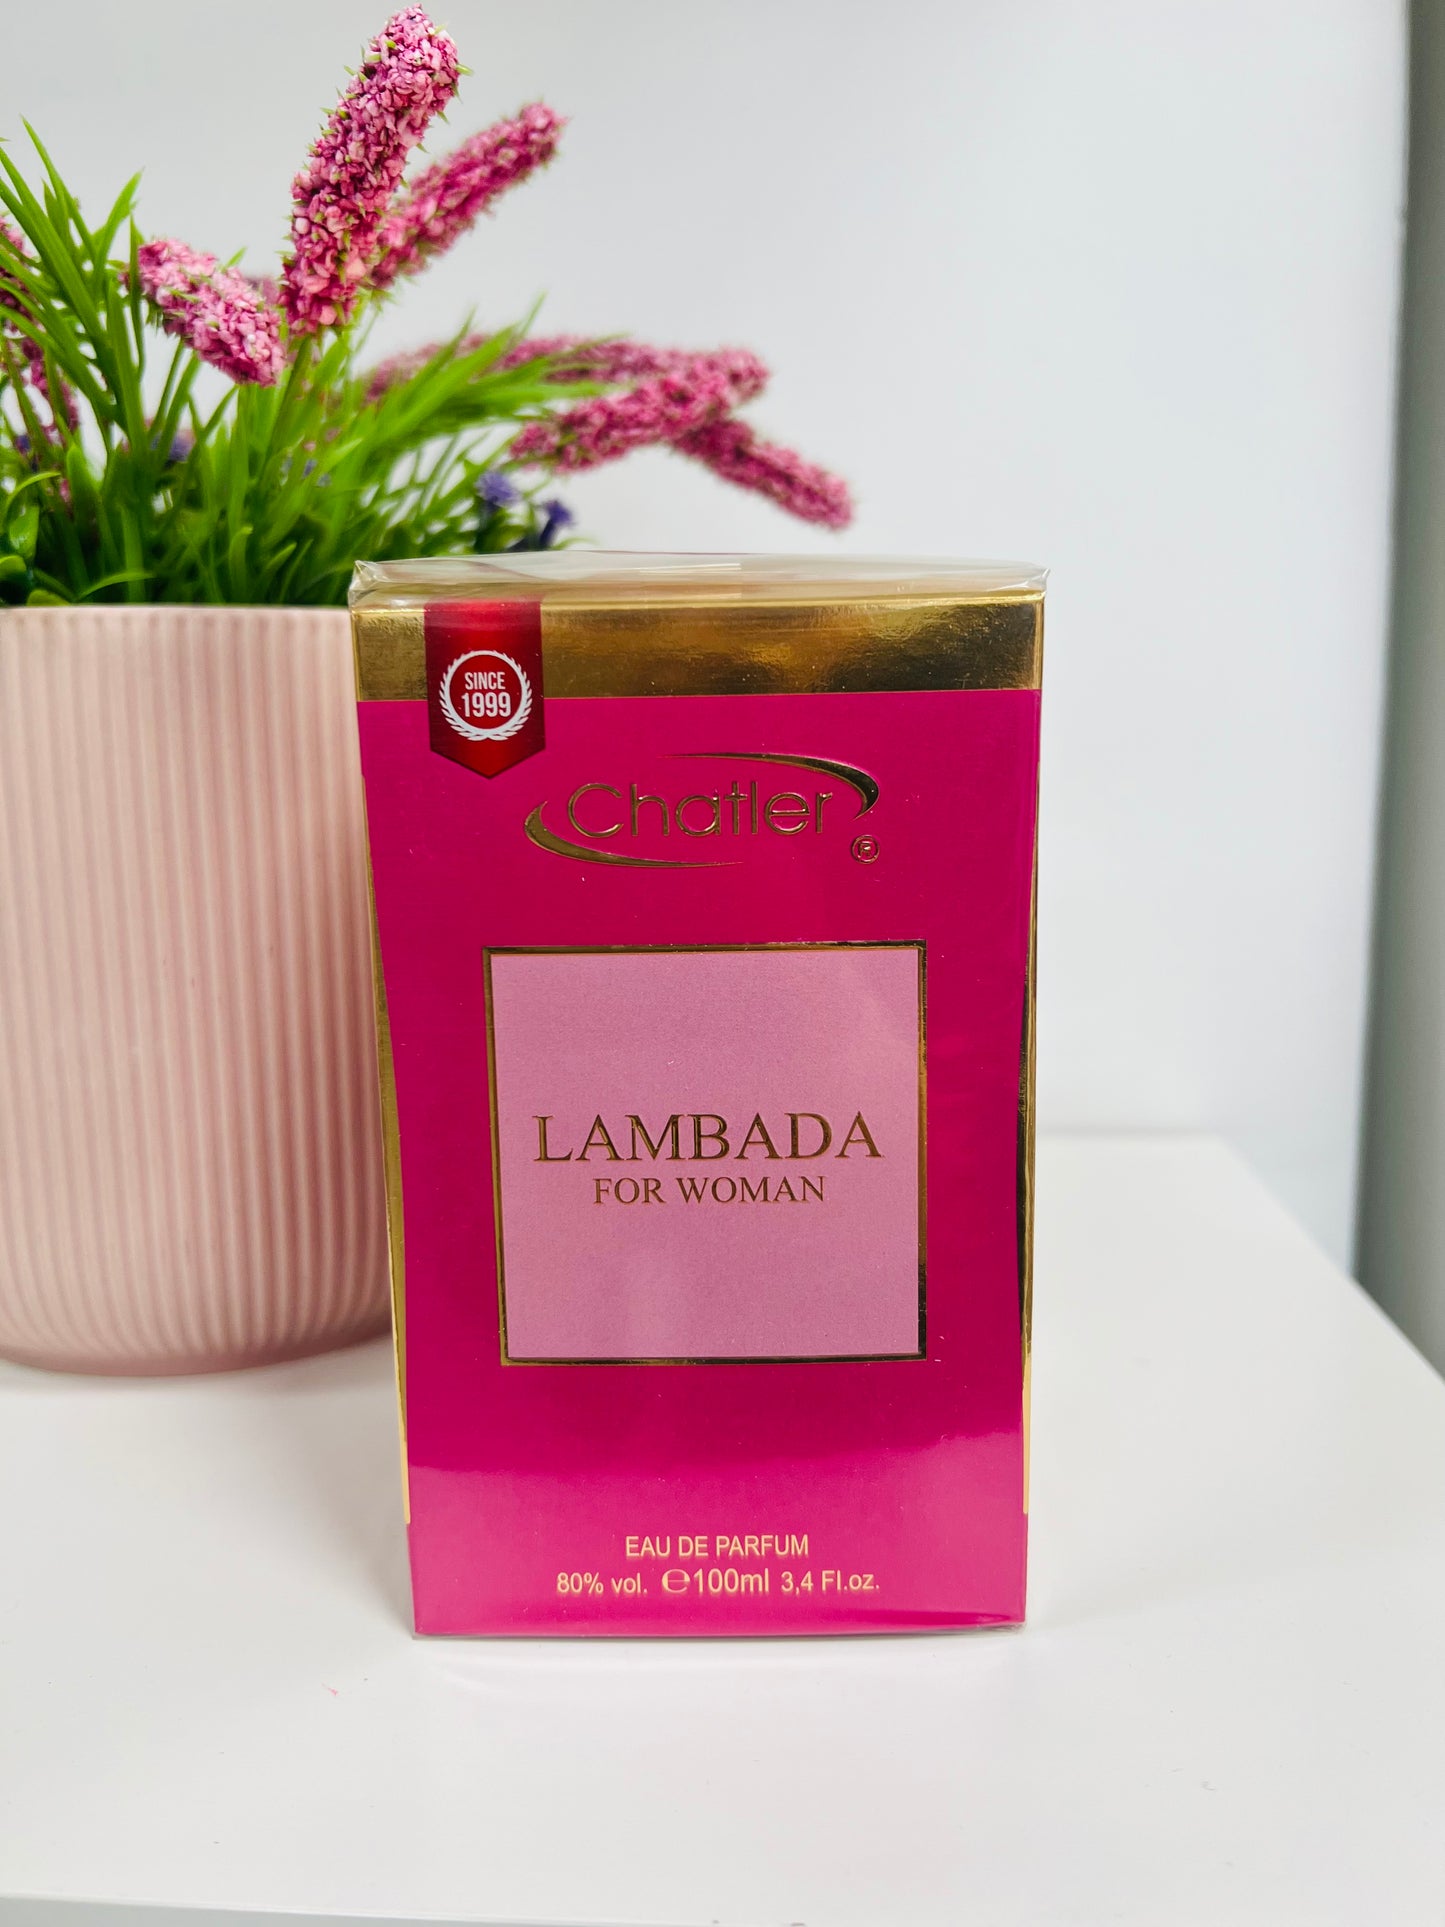 SINCE
1999
Chatler
®
LAMBADA
FOR WOMAN
EAU DE PARFUM
80% vol. ℮100ml 3,4 Fl.oz.